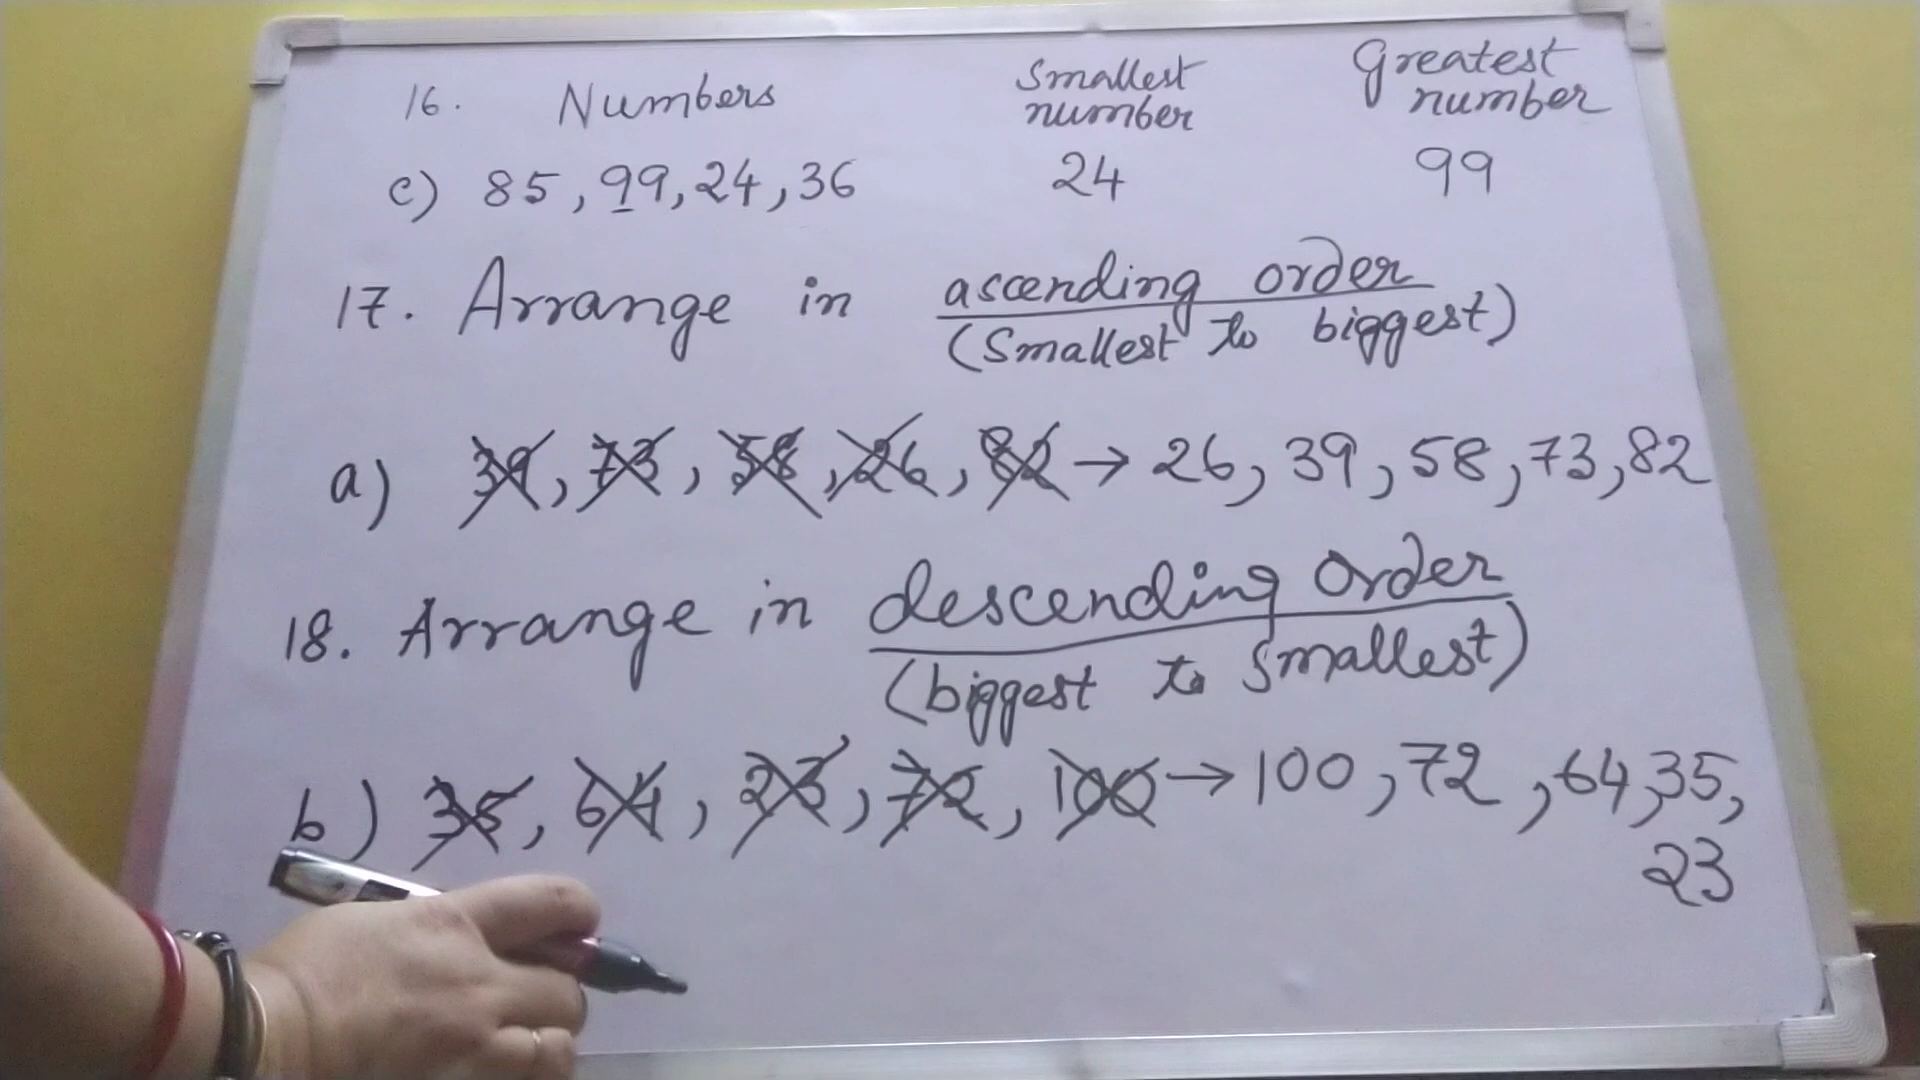 16. Numbers Smallest number Greatest number
c) 85, 99, 24, 36 24 99
17. Arrange in ascending order
(Smallest to biggest)
a) 39, 73, 58, 26, 82 → 26, 39, 58, 73, 82
18. Arrange in descending order
(biggest to smallest)
b) 35, 64, 23, 72, 100 → 100, 72, 64, 35,
23